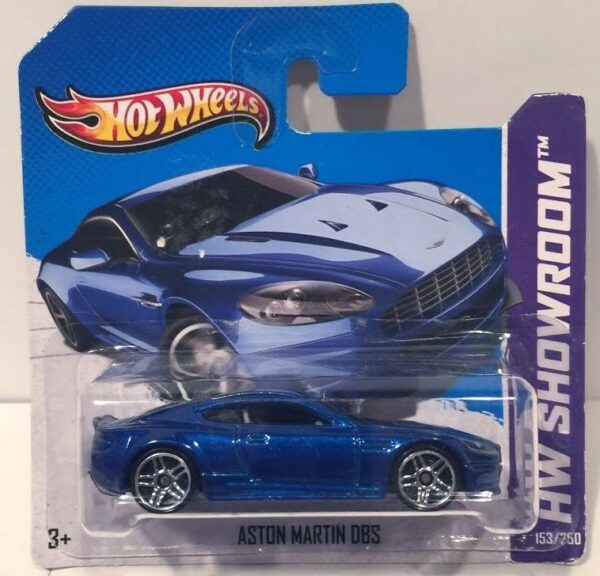 HOT WHEELS
HW SHOWROOM™
3+
ASTON MARTIN DBS
153/250